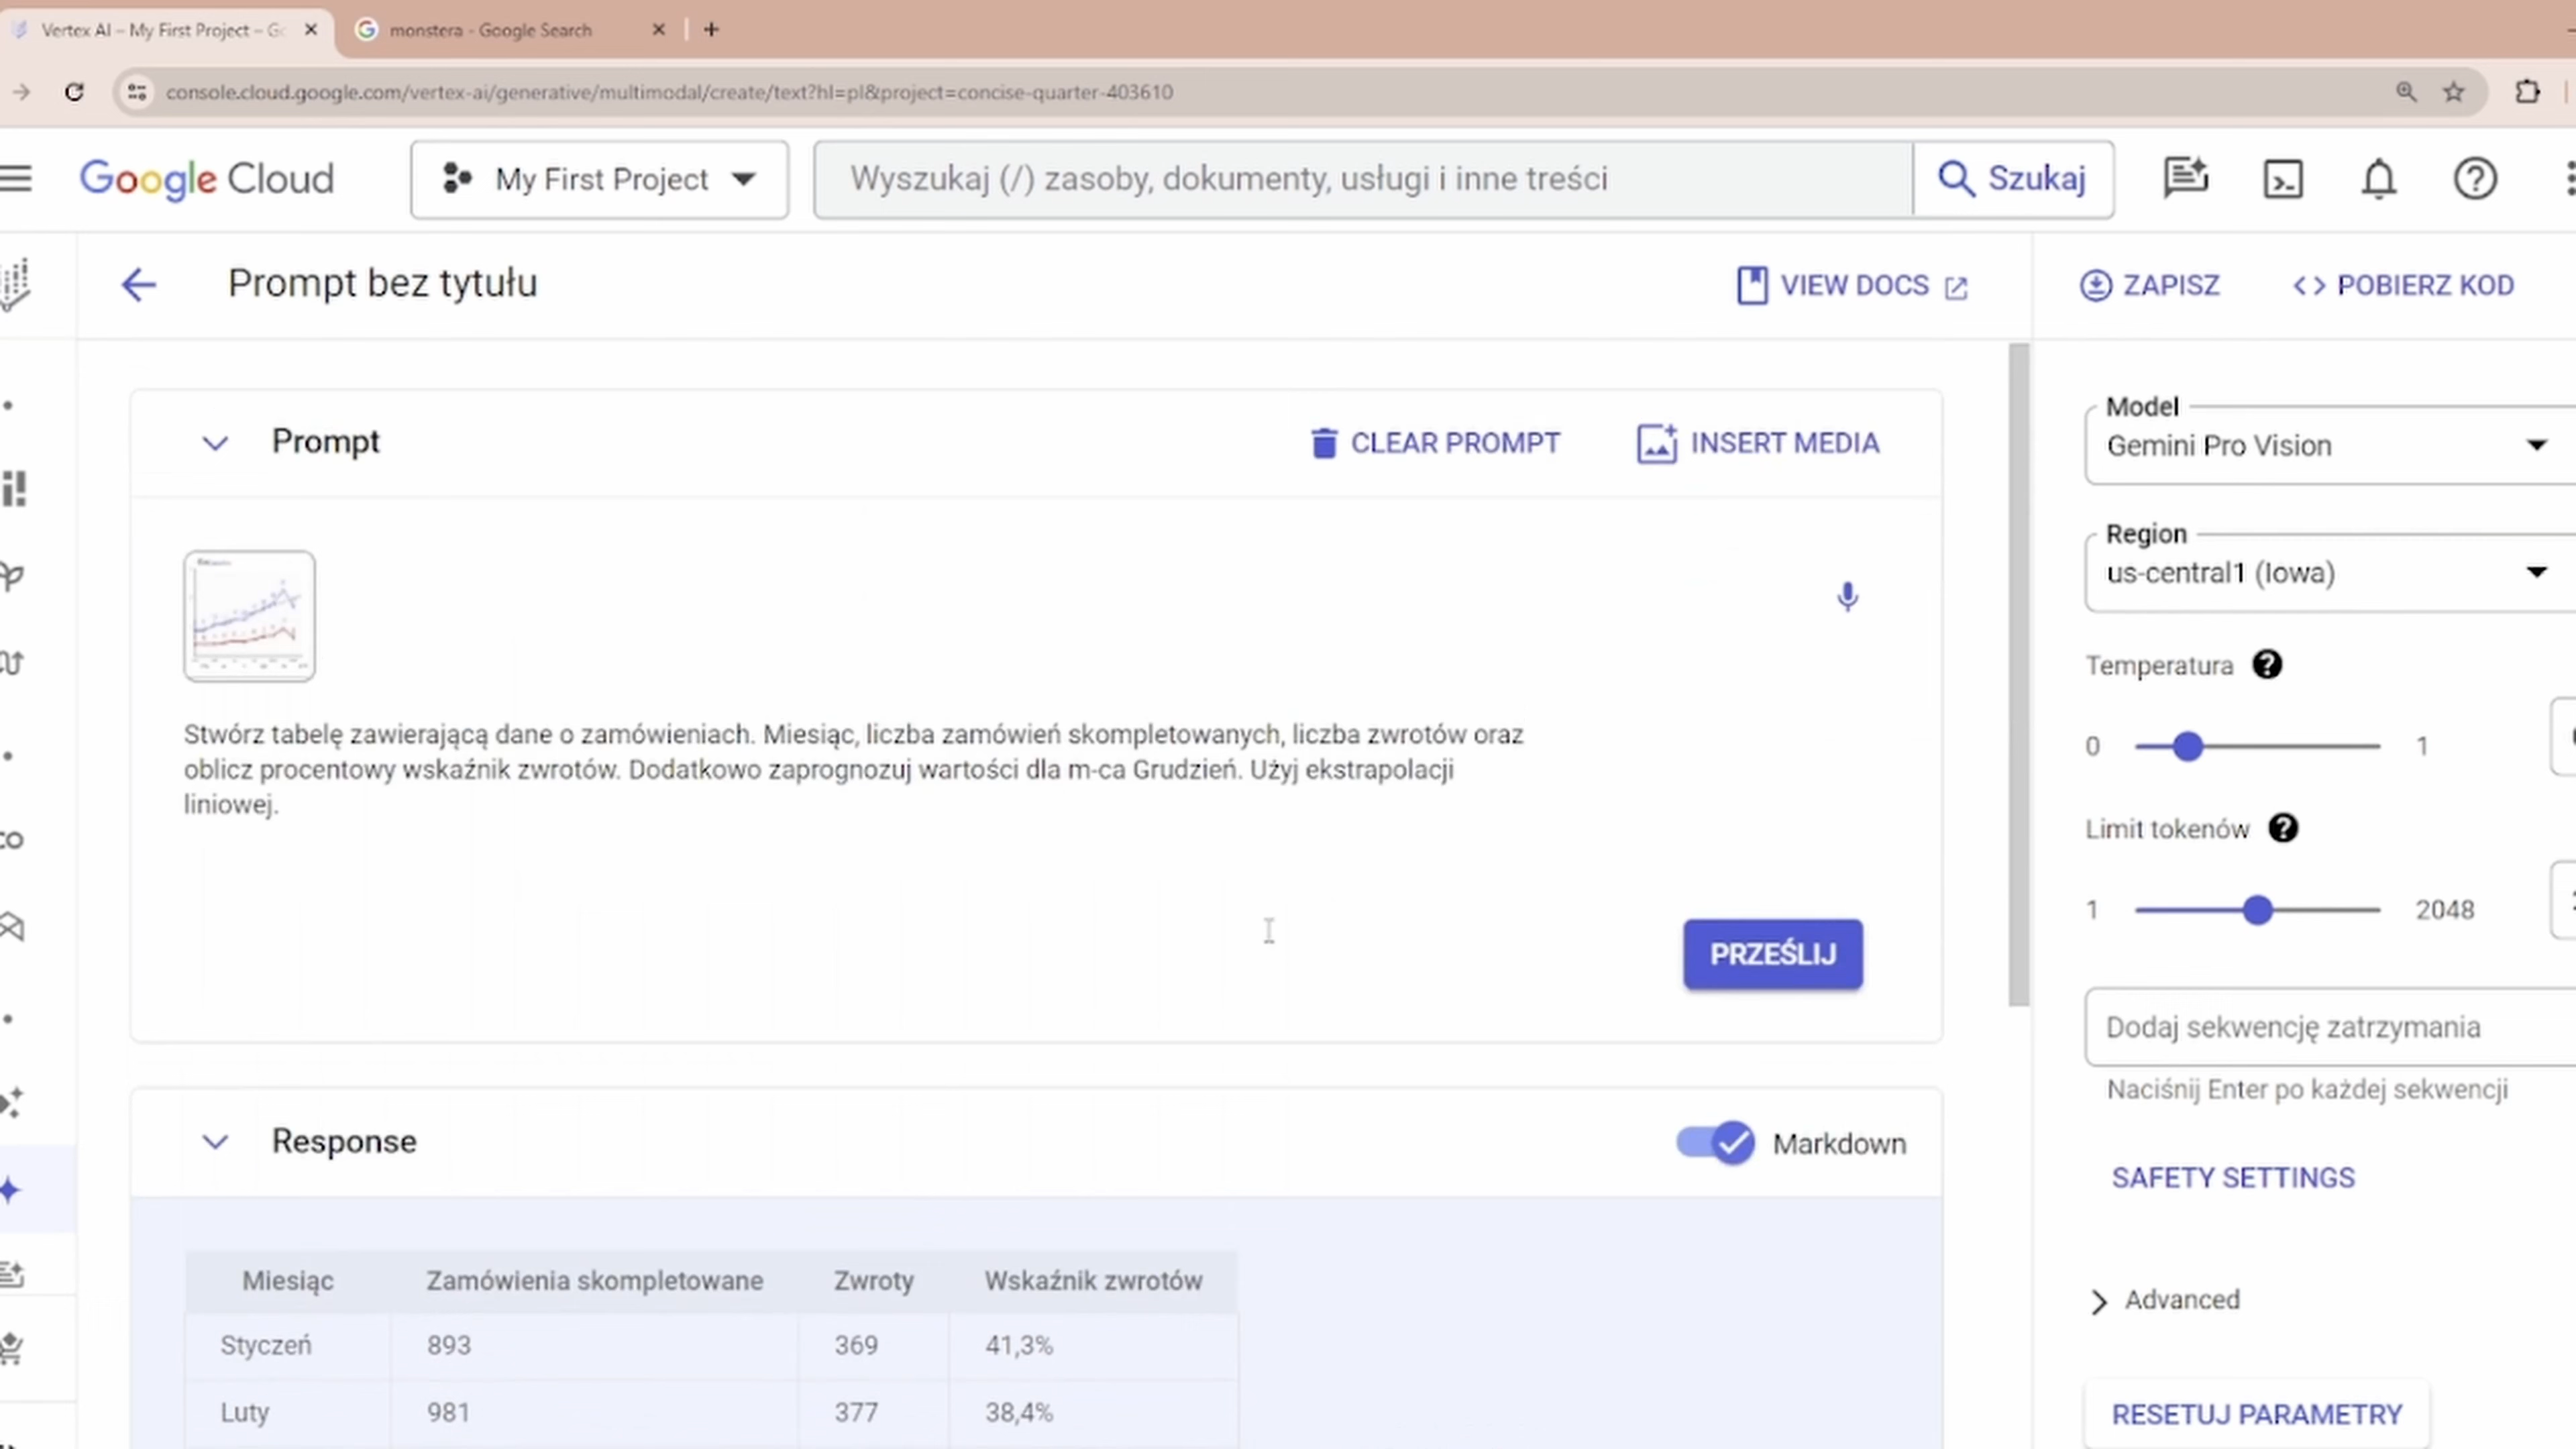 Vertex AI – My First Project – Go
monstera - Google Search
console.cloud.google.com/vertex-ai/generative/multimodal/create/text?hl=pl&project=concise-quarter-403610
Google Cloud
My First Project
Wyszukaj (/) zasoby, dokumenty, usługi i inne treści
Szukaj
Prompt bez tytułu
VIEW DOCS
ZAPISZ
POBIERZ KOD
Prompt
CLEAR PROMPT
INSERT MEDIA
Stwórz tabelę zawierającą dane o zamówieniach. Miesiąc, liczba zamówień skompletowanych, liczba zwrotów oraz
oblicz procentowy wskaźnik zwrotów. Dodatkowo zaprognozuj wartości dla m-ca Grudzień. Użyj ekstrapolacji
liniowej.
PRZEŚLIJ
Response
Markdown
Miesiąc Zamówienia skompletowane Zwroty Wskaźnik zwrotów
Styczeń 893 369 41,3%
Luty 981 377 38,4%
Model
Gemini Pro Vision
Region
us-central1 (Iowa)
Temperatura
0 1
Limit tokenów
1 2048
Dodaj sekwencję zatrzymania
Naciśnij Enter po każdej sekwencji
SAFETY SETTINGS
Advanced
RESETUJ PARAMETRY